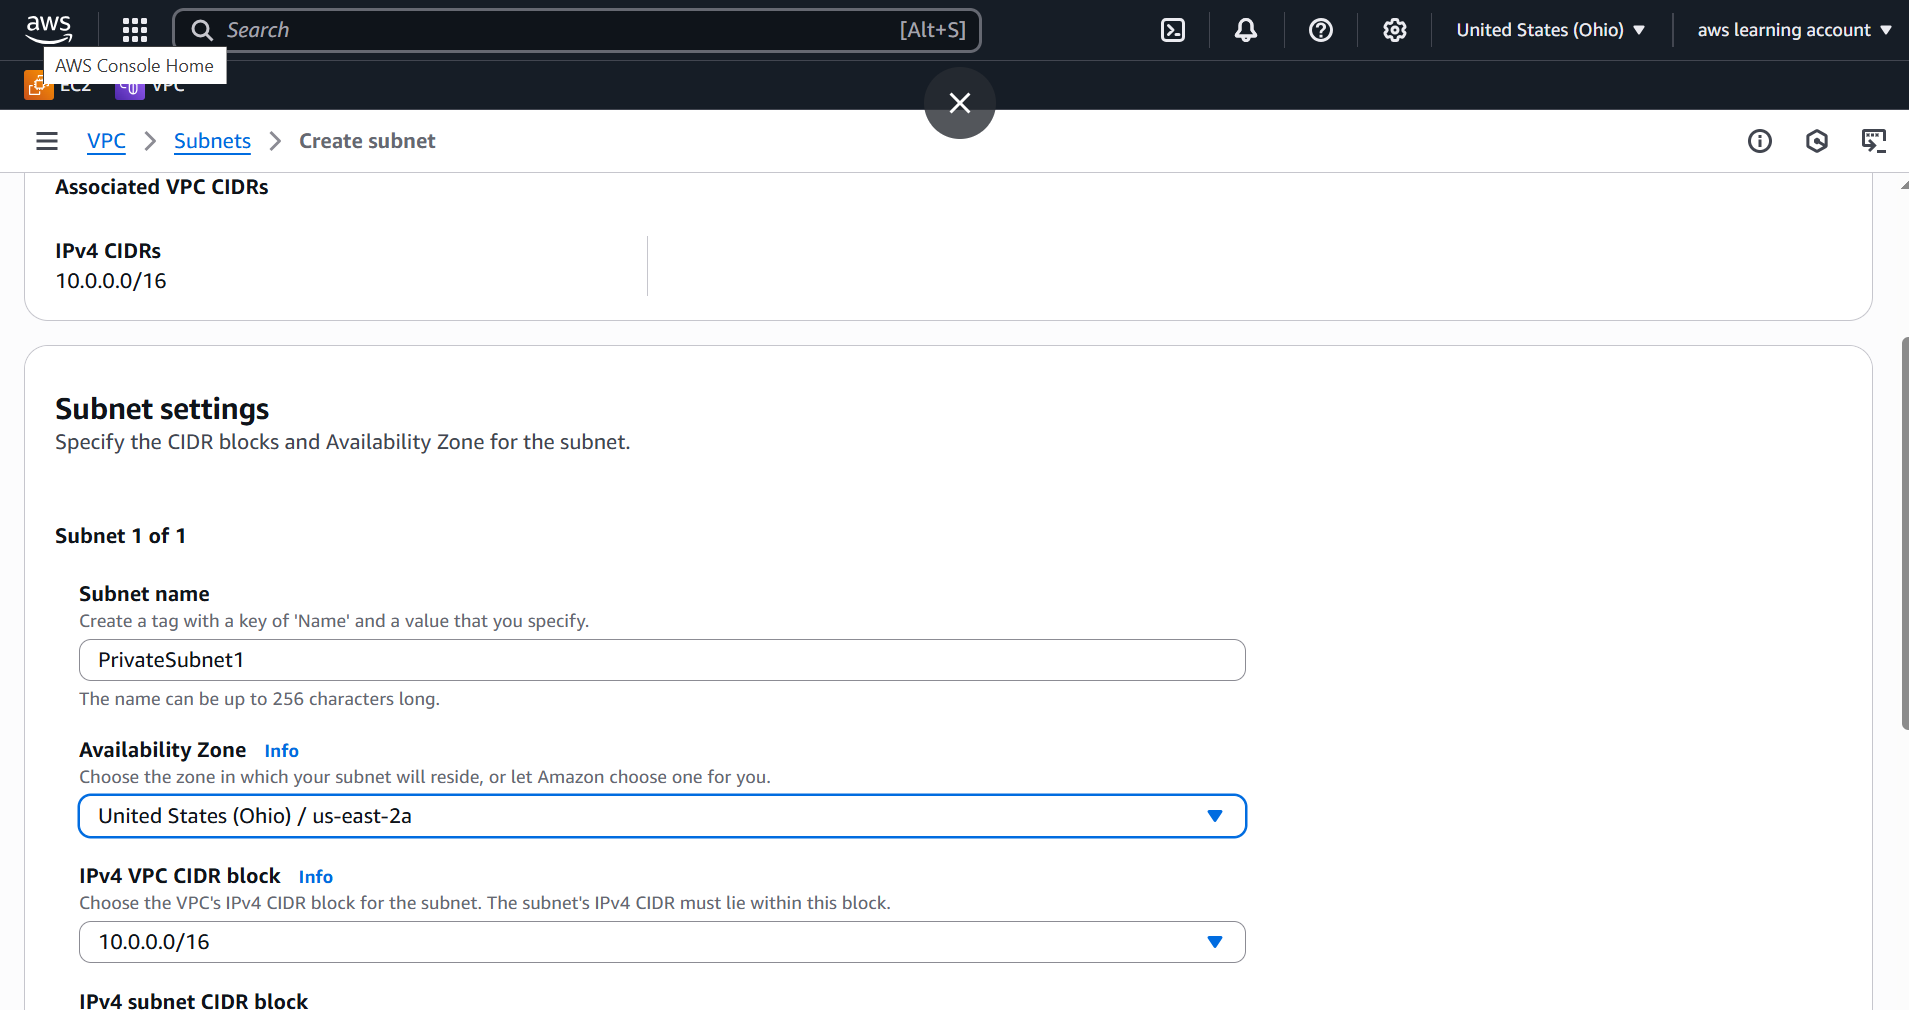 aws
Search
[Alt+S]
United States (Ohio)
aws learning account
AWS Console Home
EC2
VPC
VPC
Subnets
Create subnet
Associated VPC CIDRs
IPv4 CIDRs
10.0.0.0/16
Subnet settings
Specify the CIDR blocks and Availability Zone for the subnet.
Subnet 1 of 1
Subnet name
Create a tag with a key of 'Name' and a value that you specify.
PrivateSubnet1
The name can be up to 256 characters long.
Availability Zone Info
Choose the zone in which your subnet will reside, or let Amazon choose one for you.
United States (Ohio) / us-east-2a
IPv4 VPC CIDR block Info
Choose the VPC's IPv4 CIDR block for the subnet. The subnet's IPv4 CIDR must lie within this block.
10.0.0.0/16
IPv4 subnet CIDR block